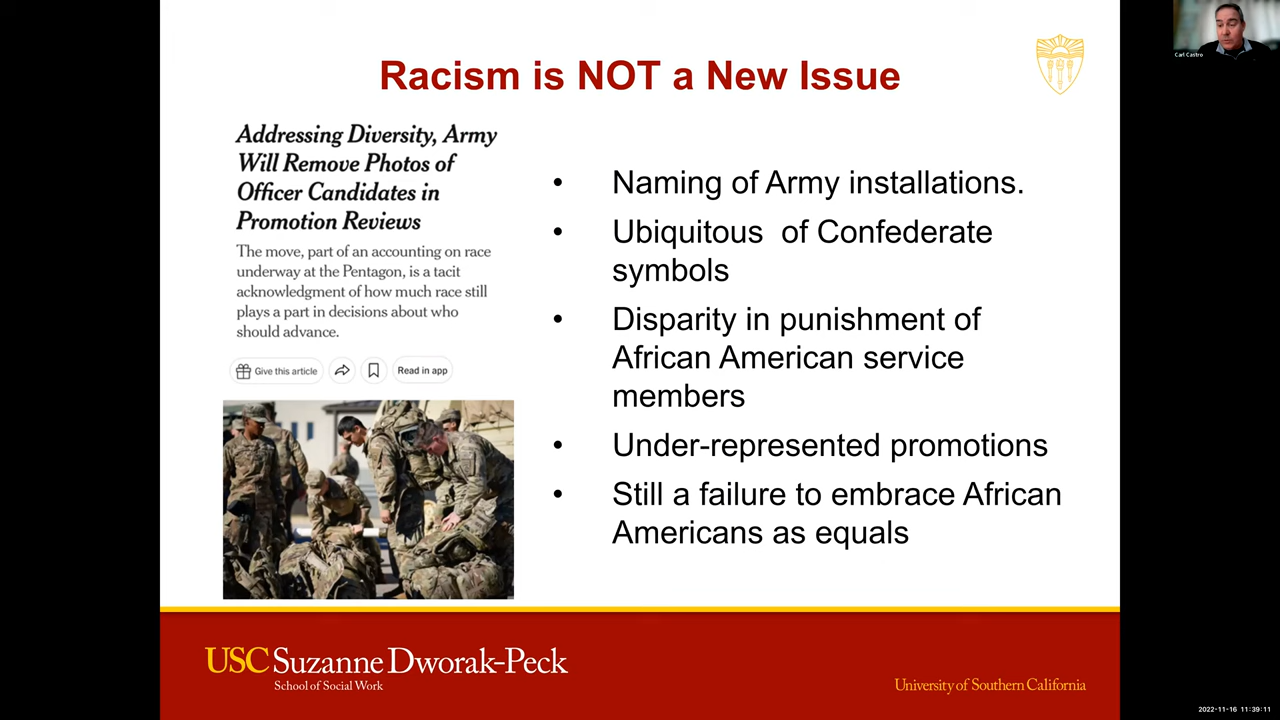 Racism is NOT a New Issue
Addressing Diversity, Army
Will Remove Photos of
Officer Candidates in
Promotion Reviews
The move, part of an accounting on race
underway at the Pentagon, is a tacit
acknowledgment of how much race still
plays a part in decisions about who
should advance.
Give this article
Read in app
• Naming of Army installations.
• Ubiquitous  of Confederate
symbols
• Disparity in punishment of
African American service
members
• Under-represented promotions
• Still a failure to embrace African
Americans as equals
USC Suzanne Dworak-Peck
School of Social Work
University of Southern California
Carl Castro
2022-11-16 11:39:11